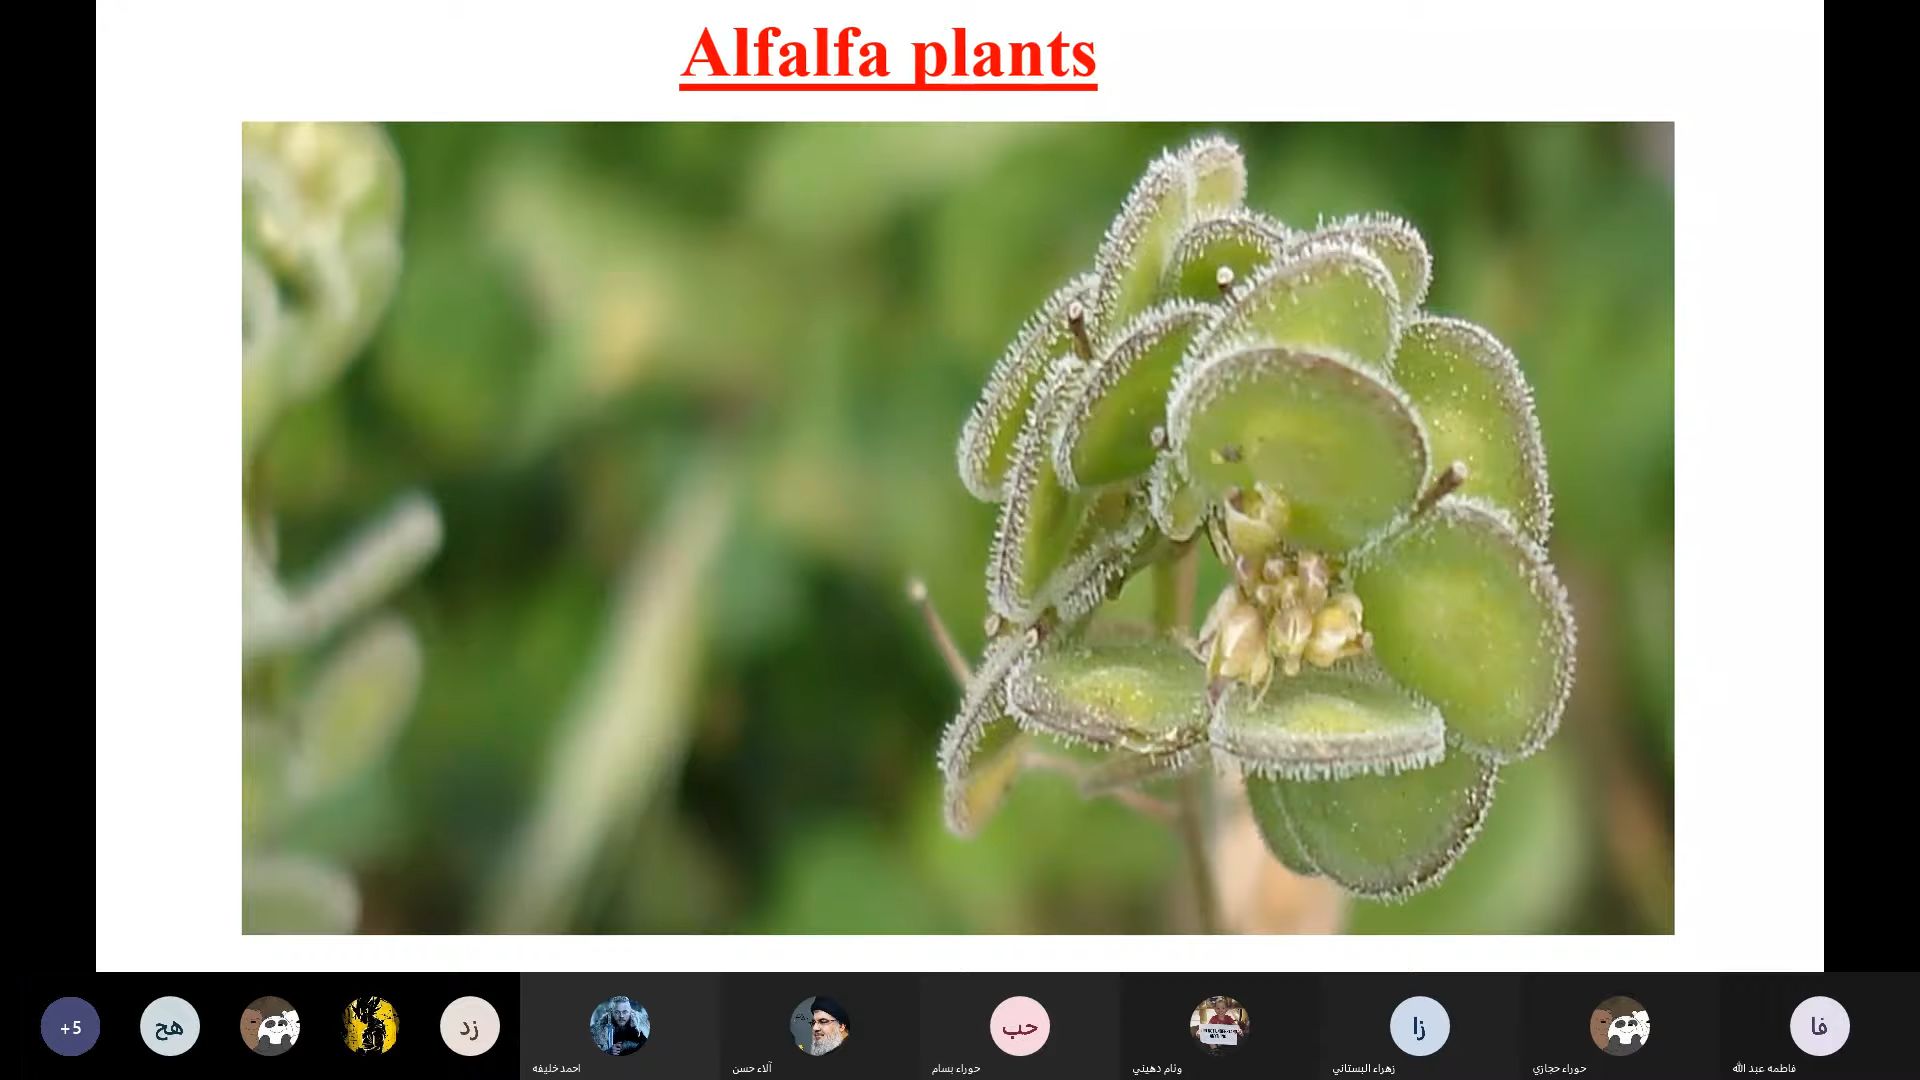 Alfalfa plants
+5
هح
زد
حب
زا
فا
احمد خليفه
آلاء حسن
حوراء بسام
ونام دهيني
زهراء البستاني
حوراء حجازي
فاطمه عبد الله